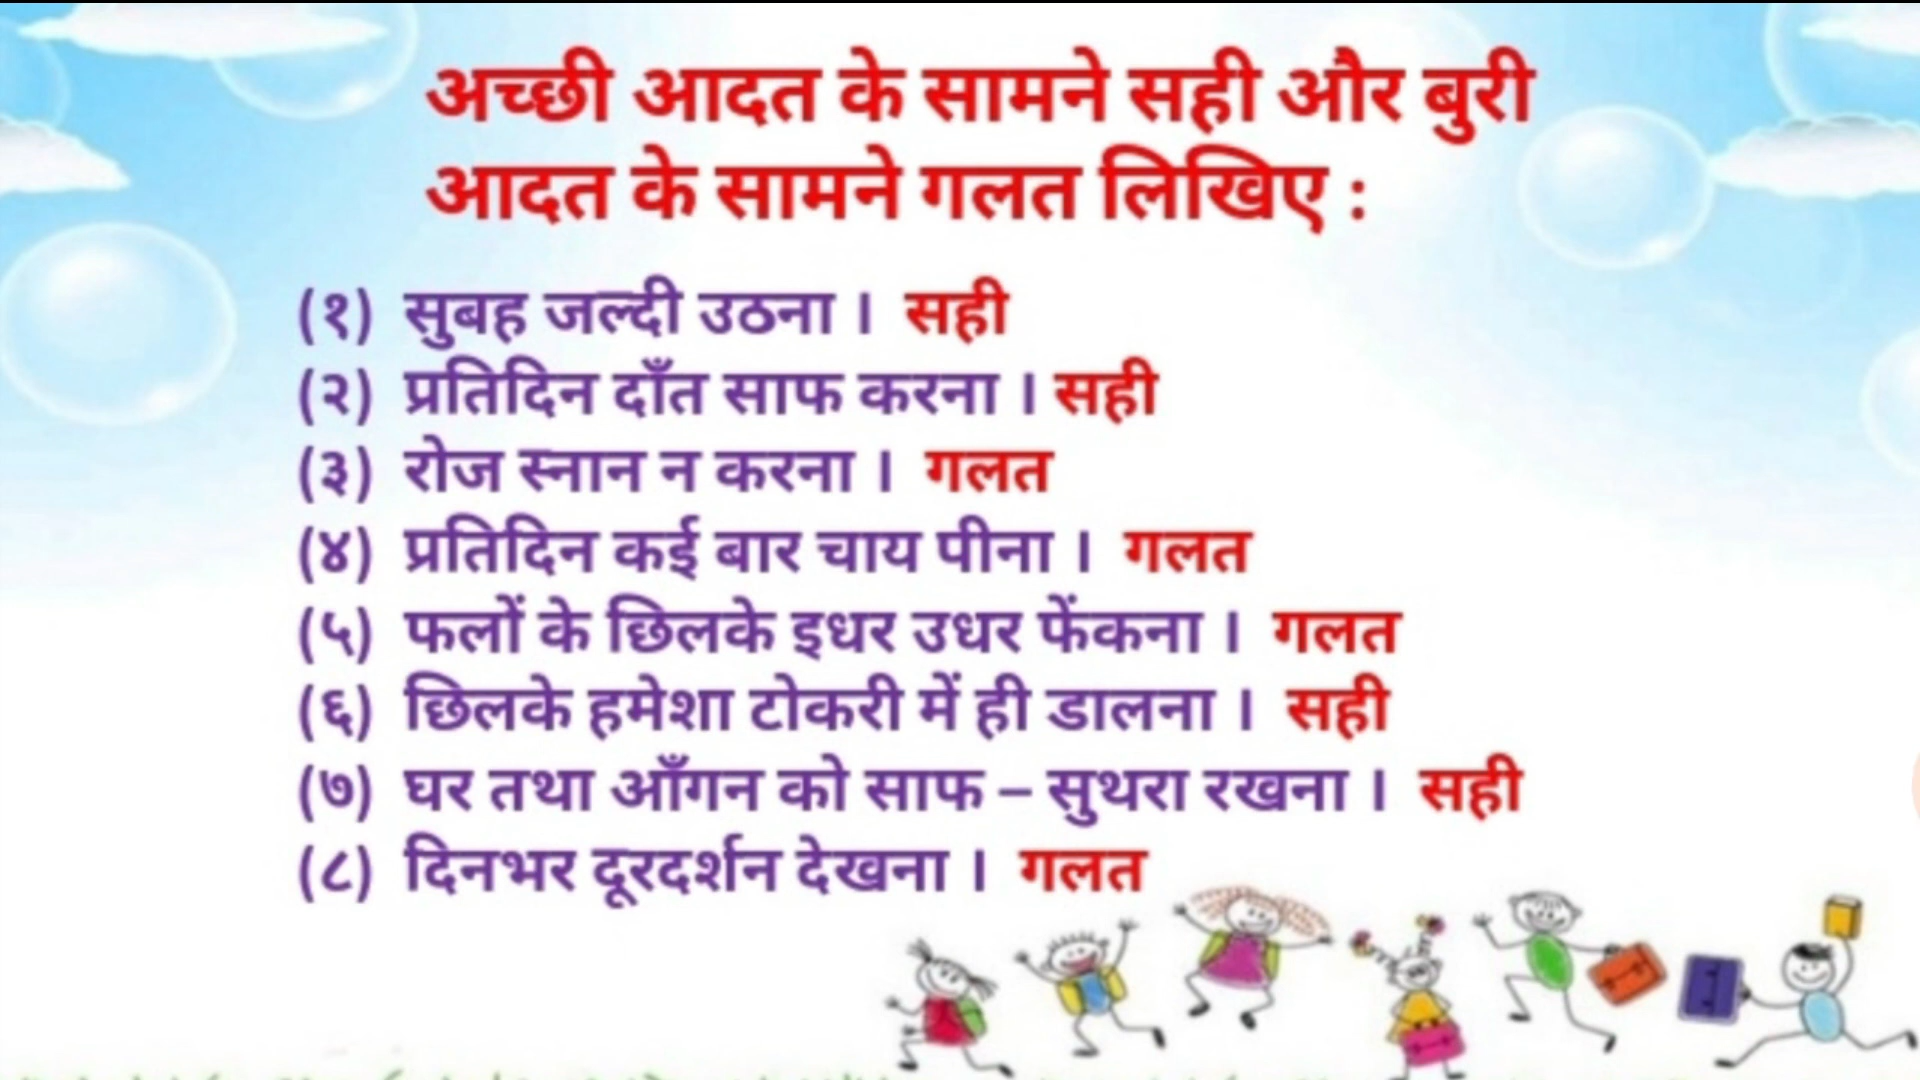 अच्छी आदत के सामने सही और बुरी
आदत के सामने गलत लिखिए :
(१) सुबह जल्दी उठना । सही
(२) प्रतिदिन दाँत साफ करना । सही
(३) रोज स्नान न करना । गलत
(४) प्रतिदिन कई बार चाय पीना । गलत
(५) फलों के छिलके इधर उधर फेंकना । गलत
(६) छिलके हमेशा टोकरी में ही डालना । सही
(७) घर तथा आँगन को साफ – सुथरा रखना । सही
(८) दिनभर दूरदर्शन देखना । गलत